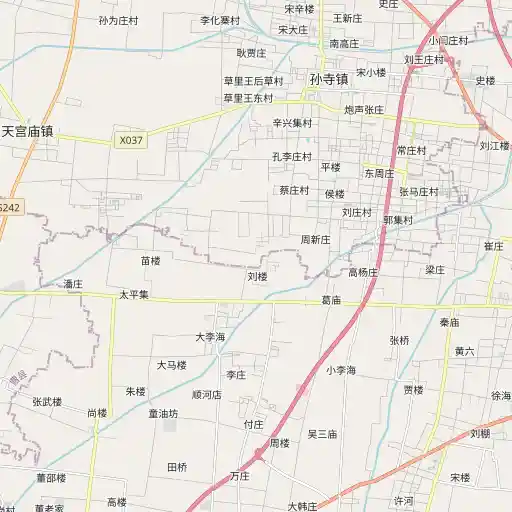 史庄
宋辛楼
王新庄
孙为庄村
李化寨村
宋大庄
南高庄
小闫庄村
耿贾庄
刘王庄村
宋小楼
孙寺镇
史楼
草里王后草村
草里王东村
炮声张庄
辛兴集村
天宫庙镇
X037
刘江楼
常庄村
孔李庄村
平楼
东周庄
蔡庄村
侯楼
张马庄村
G242
刘庄村
郭集村
周新庄
崔庄
苗楼
刘楼
高杨庄
梁庄
潘庄
太平集
葛庙
秦庙
大李海
张桥
黄六
大马楼
李庄
小李海
曹县
朱楼
顺河店
贾楼
徐海
张武楼
尚楼
童油坊
付庄
吴三庙
刘棚
周楼
田桥
万庄
董邵楼
宋楼
高楼
许河
董老家
大韩庄